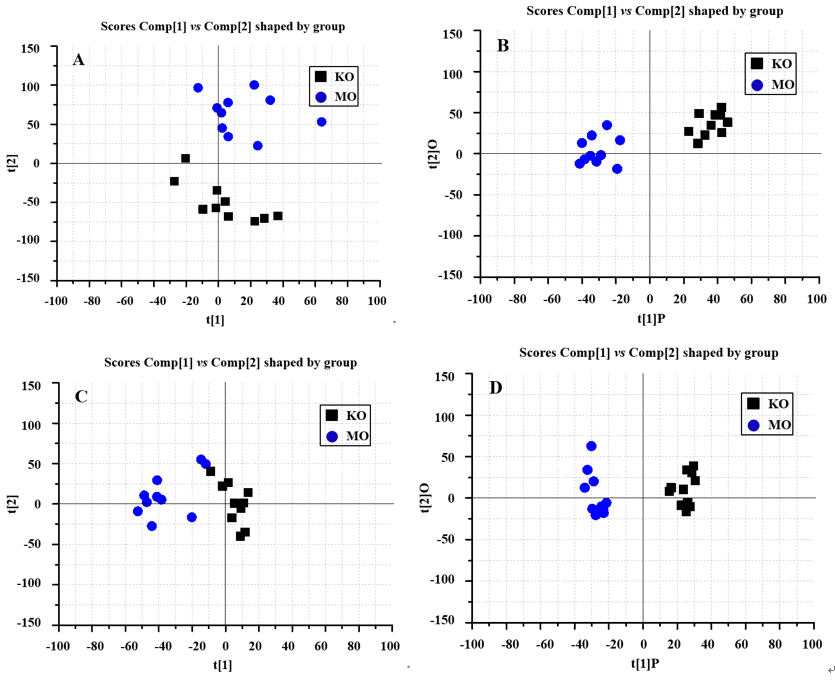 Scores Comp[1] vs Comp[2] shaped by group
A
KO
MO
150
100
50
0
-50
-100
-150
t[2]
-100 -80 -60 -40 -20 0 20 40 60 80 100
t[1]
Scores Comp[1] vs Comp[2] shaped by group
B
KO
MO
150
100
50
0
-50
-100
-150
t[2]O
-100 -80 -60 -40 -20 0 20 40 60 80 100
t[1]P
Scores Comp[1] vs Comp[2] shaped by group
C
KO
MO
150
100
50
0
-50
-100
-150
t[2]
-100 -80 -60 -40 -20 0 20 40 60 80 100
t[1]
Scores Comp[1] vs Comp[2] shaped by group
D
KO
MO
150
100
50
0
-50
-100
-150
t[2]O
-100 -80 -60 -40 -20 0 20 40 60 80 100
t[1]P